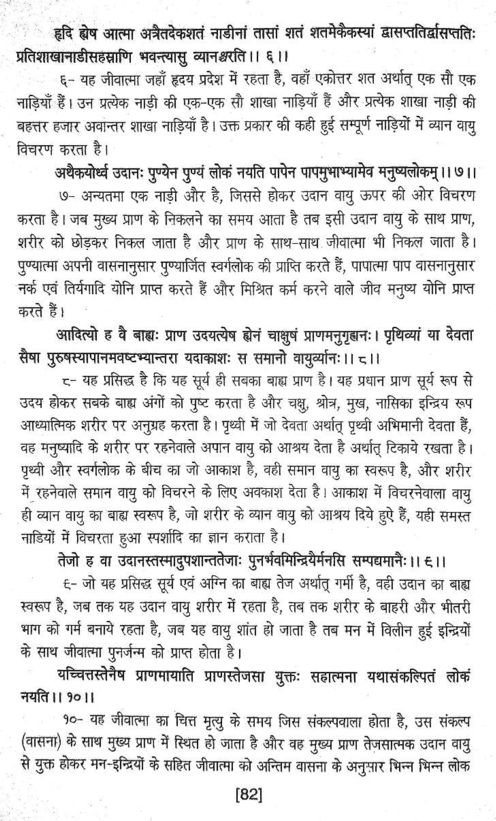 हृदि ह्येष आत्मा अत्रैतदेकशतं नाडीनां तासां शतं शतमेकैकस्यां द्वासप्ततिर्द्वासप्ततिः
प्रतिशाखानाडीसहस्राणि भवन्त्यासु व्यानश्चरति।। ६।।
६- यह जीवात्मा जहाँ हृदय प्रदेश में रहता है, वहाँ एकोत्तर शत अर्थात् एक सौ एक
नाड़ियाँ हैं। उन प्रत्येक नाड़ी की एक-एक सौ शाखा नाड़ियाँ हैं और प्रत्येक शाखा नाड़ी की
बहत्तर हजार अवान्तर शाखा नाड़ियाँ है। उक्त प्रकार की कही हुई सम्पूर्ण नाड़ियों में व्यान वायु
विचरण करता है।
अथैकयोर्ध्व उदानः पुण्येन पुण्यं लोकं नयति पापेन पापमुभाभ्यामेव मनुष्यलोकम्।।७।।
७- अन्यतमा एक नाड़ी और है, जिससे होकर उदान वायु ऊपर की ओर विचरण
करता है। जब मुख्य प्राण के निकलने का समय आता है तब इसी उदान वायु के साथ प्राण,
शरीर को छोड़कर निकल जाता है और प्राण के साथ-साथ जीवात्मा भी निकल जाता है।
पुण्यात्मा अपनी वासनानुसार पुण्यार्जित स्वर्गलोक की प्राप्ति करते हैं, पापात्मा पाप वासनानुसार
नर्क एवं तिर्यगादि योनि प्राप्त करते हैं और मिश्रित कर्म करने वाले जीव मनुष्य योनि प्राप्त
करते हैं।
आदित्यो ह वै बाह्यः प्राण उदयत्येष ह्येनं चाक्षुषं प्राणमनुगृह्णनः। पृथिव्यां या देवता
सैषा पुरुषस्यापानमवष्टभ्यान्तरा यदाकाशः स समानो वायुर्व्यानः।। ८।।
८- यह प्रसिद्ध है कि यह सूर्य ही सबका बाह्य प्राण है। यह प्रधान प्राण सूर्य रूप से
उदय होकर सबके बाह्य अंगों को पुष्ट करता है और चक्षु, श्रोत्र, मुख, नासिका इन्द्रिय रूप
आध्यात्मिक शरीर पर अनुग्रह करता है। पृथ्वी में जो देवता अर्थात् पृथ्वी अभिमानी देवता हैं,
वह मनुष्यादि के शरीर पर रहनेवाले अपान वायु को आश्रय देता है अर्थात् टिकाये रखता है।
पृथ्वी और स्वर्गलोक के बीच का जो आकाश है, वही समान वायु का स्वरूप है, और शरीर
में रहनेवाले समान वायु को विचरने के लिए अवकाश देता है। आकाश में विचरनेवाला वायु
ही व्यान वायु का बाह्य स्वरूप है, जो शरीर के व्यान वायु को आश्रय दिये हुऐ हैं, यही समस्त
नाडियों में विचरता हुआ स्पर्शादि का ज्ञान कराता है।
तेजो ह वा उदानस्तस्मादुपशान्ततेजाः पुनर्भवमिन्द्रियैर्मनसि सम्पद्यमानैः।।९।।
९- जो यह प्रसिद्ध सूर्य एवं अग्नि का बाह्य तेज अर्थात् गर्मी है, वही उदान का बाह्य
स्वरूप है, जब तक यह उदान वायु शरीर में रहता है, तब तक शरीर के बाहरी और भीतरी
भाग को गर्म बनाये रहता है, जब यह वायु शांत हो जाता है तब मन में विलीन हुई इन्द्रियों
के साथ जीवात्मा पुनर्जन्म को प्राप्त होता है।
यच्चित्तस्तेनैष प्राणमायाति प्राणस्तेजसा युक्तः सहात्मना यथासंकल्पितं लोकं
नयति।। १०।।
१०- यह जीवात्मा का चित्त मृत्यु के समय जिस संकल्पवाला होता है, उस संकल्प
(वासना) के साथ मुख्य प्राण में स्थित हो जाता है और वह मुख्य प्राण तेजसात्मक उदान वायु
से युक्त होकर मन-इन्द्रियों के सहित जीवात्मा को अन्तिम वासना के अनुसार भिन्न भिन्न लोक
[82]